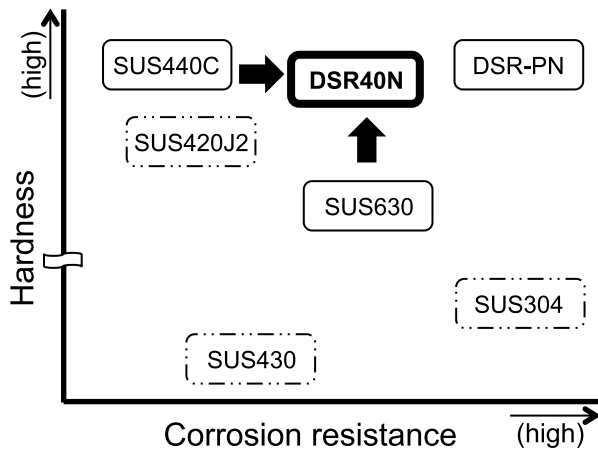 (high)
SUS440C
DSR40N
DSR-PN
SUS420J2
SUS630
Hardness
SUS304
SUS430
Corrosion resistance
(high)